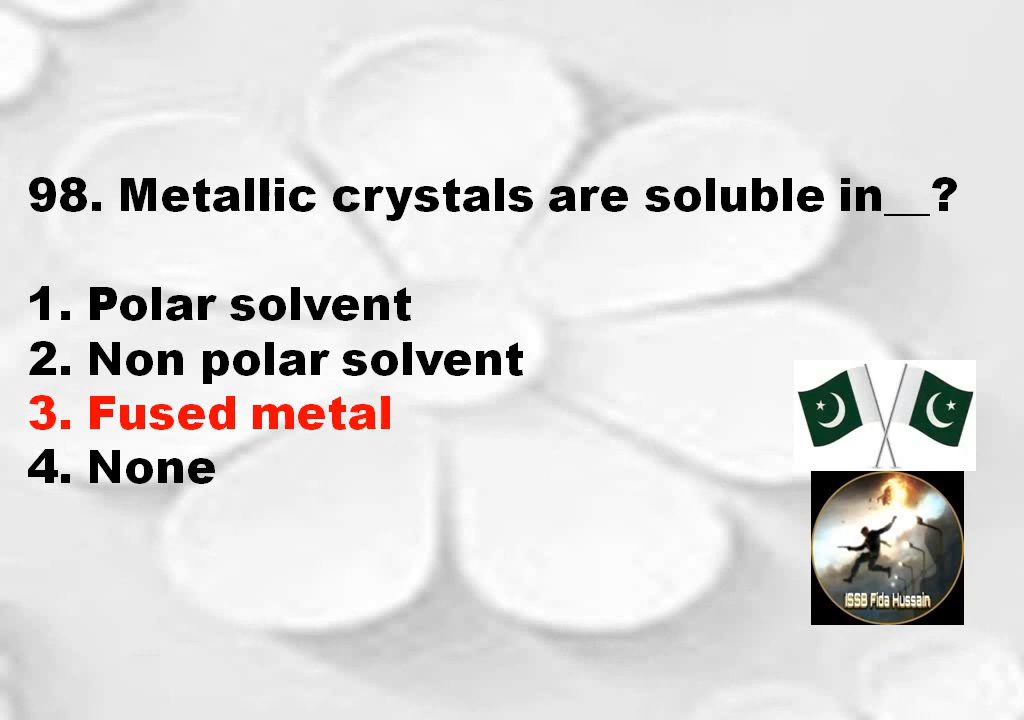 98. Metallic crystals are soluble in__?
1. Polar solvent
2. Non polar solvent
3. Fused metal
4. None
ISSB Fida Hussain